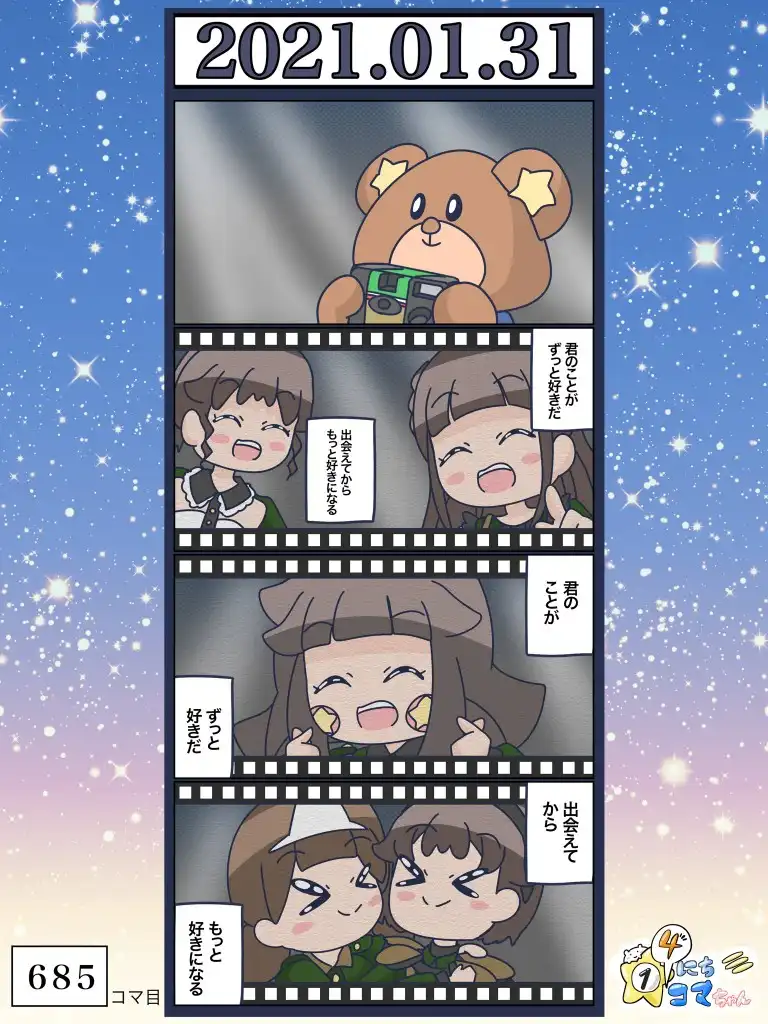 2021.01.31
君のことが
ずっと好きだ
出会えてから
もっと好きになる
君の
ことが
ずっと
好きだ
出会えて
から
もっと
好きになる
685
コマ目
4
1
にち
コマちゃん